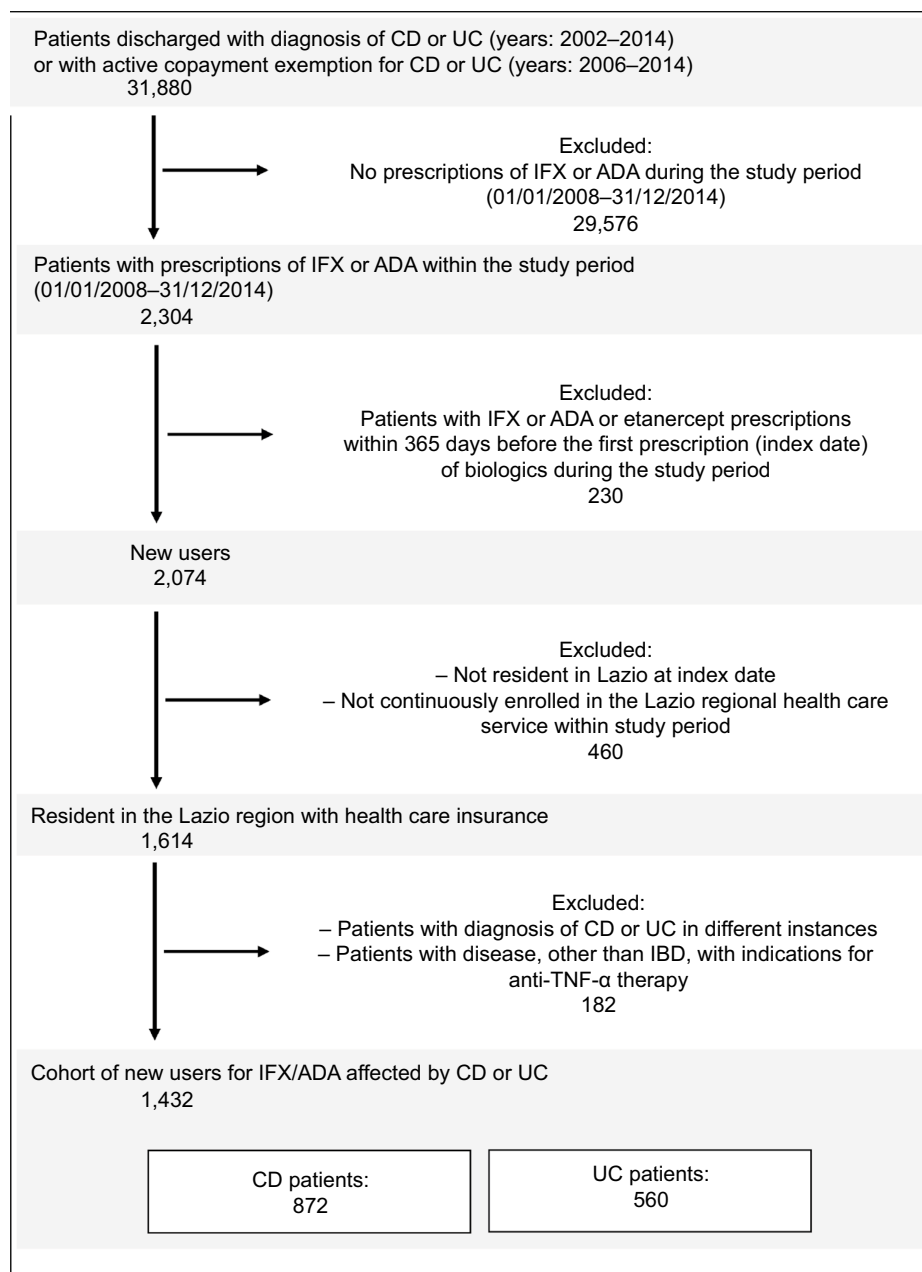 Patients discharged with diagnosis of CD or UC (years: 2002–2014)
or with active copayment exemption for CD or UC (years: 2006–2014)
31,880
Excluded:
No prescriptions of IFX or ADA during the study period
(01/01/2008–31/12/2014)
29,576
Patients with prescriptions of IFX or ADA within the study period
(01/01/2008–31/12/2014)
2,304
Excluded:
Patients with IFX or ADA or etanercept prescriptions
within 365 days before the first prescription (index date)
of biologics during the study period
230
New users
2,074
Excluded:
– Not resident in Lazio at index date
– Not continuously enrolled in the Lazio regional health care
service within study period
460
Resident in the Lazio region with health care insurance
1,614
Excluded:
– Patients with diagnosis of CD or UC in different instances
– Patients with disease, other than IBD, with indications for
anti-TNF-α therapy
182
Cohort of new users for IFX/ADA affected by CD or UC
1,432
CD patients:
872
UC patients:
560